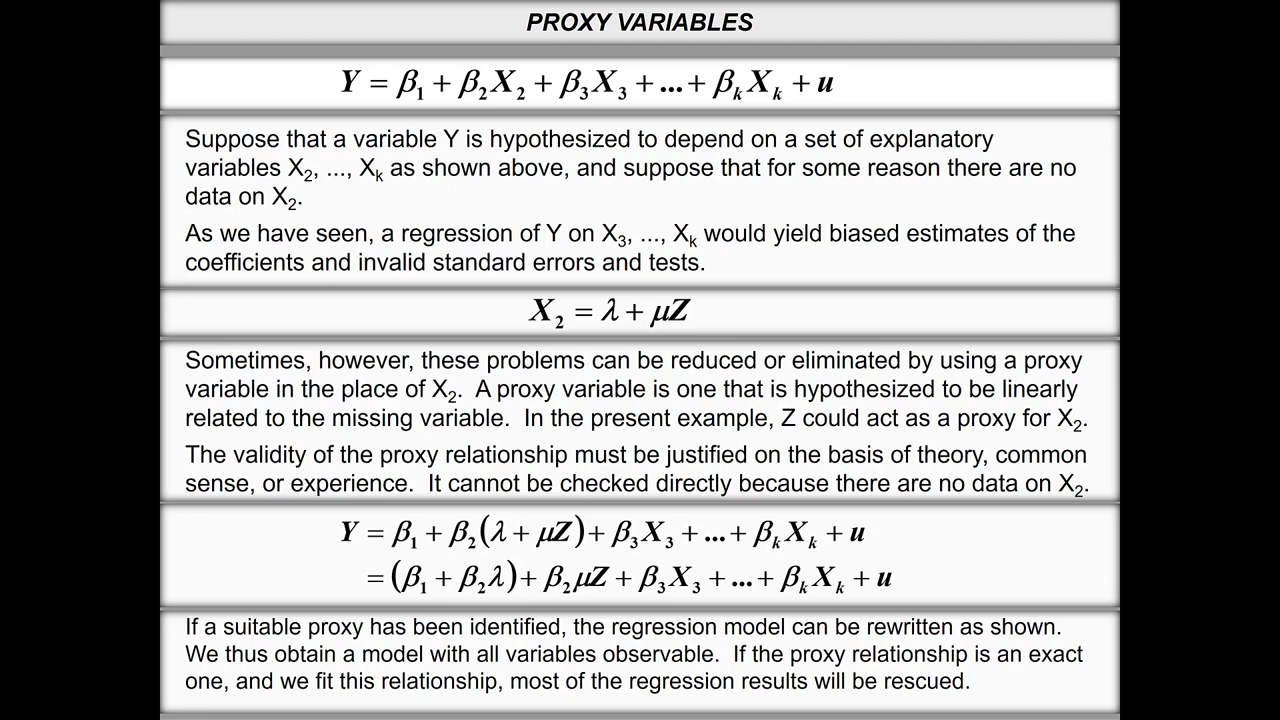 PROXY VARIABLES
Y = β₁ + β₂X₂ + β₃X₃ + ... + βₖXₖ + u
Suppose that a variable Y is hypothesized to depend on a set of explanatory
variables X₂, ..., Xₖ as shown above, and suppose that for some reason there are no
data on X₂.
As we have seen, a regression of Y on X₃, ..., Xₖ would yield biased estimates of the
coefficients and invalid standard errors and tests.
X₂ = λ + μZ
Sometimes, however, these problems can be reduced or eliminated by using a proxy
variable in the place of X₂. A proxy variable is one that is hypothesized to be linearly
related to the missing variable. In the present example, Z could act as a proxy for X₂.
The validity of the proxy relationship must be justified on the basis of theory, common
sense, or experience. It cannot be checked directly because there are no data on X₂.
Y = β₁ + β₂(λ + μZ) + β₃X₃ + ... + βₖXₖ + u
= (β₁ + β₂λ) + β₂μZ + β₃X₃ + ... + βₖXₖ + u
If a suitable proxy has been identified, the regression model can be rewritten as shown.
We thus obtain a model with all variables observable. If the proxy relationship is an exact
one, and we fit this relationship, most of the regression results will be rescued.